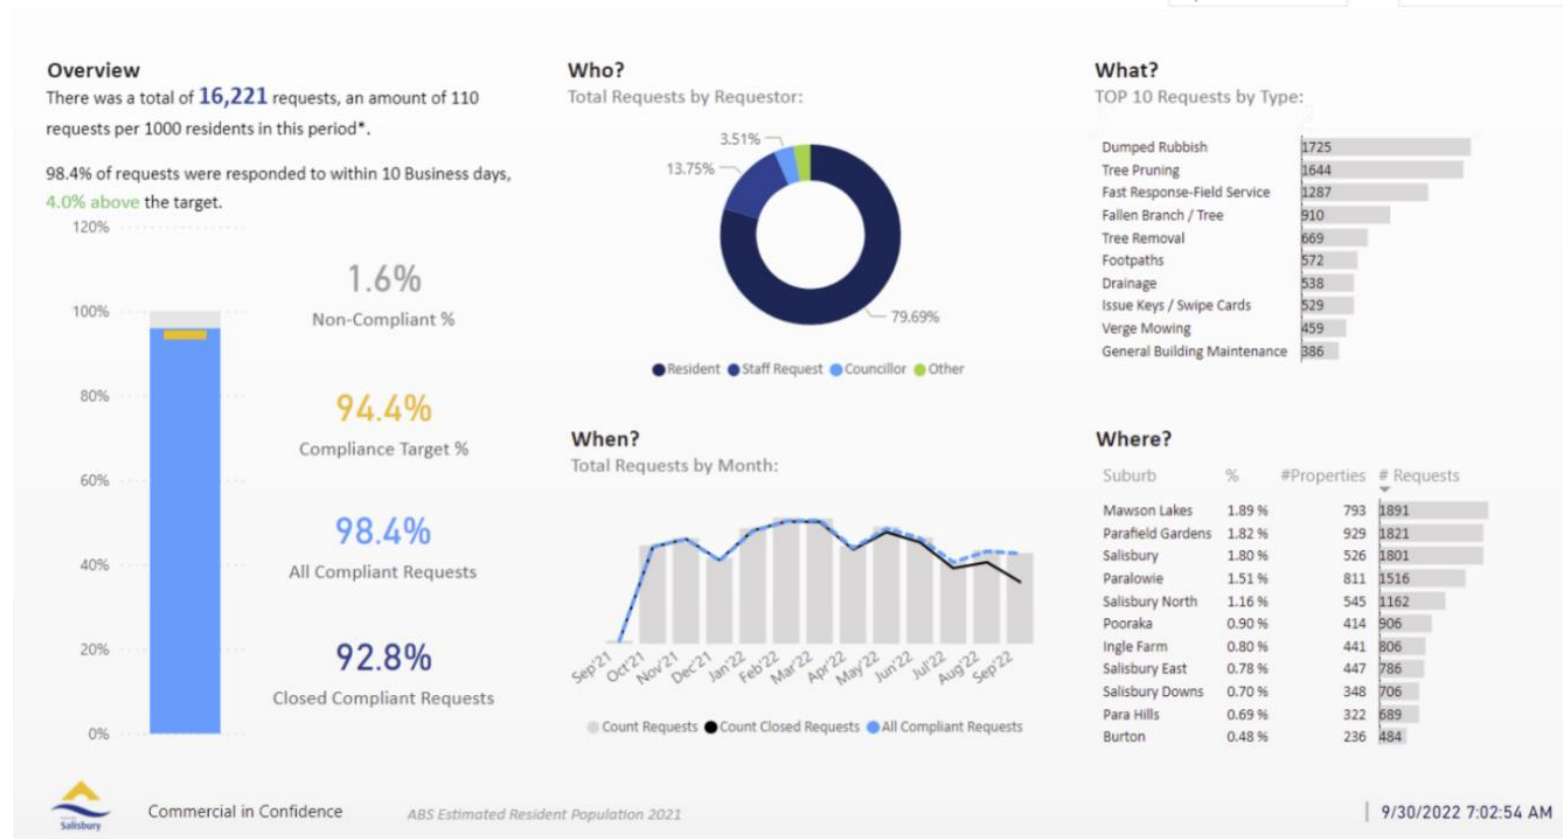 Overview
There was a total of 16,221 requests, an amount of 110
requests per 1000 residents in this period*.
98.4% of requests were responded to within 10 Business days,
4.0% above the target.
120%
100%
80%
60%
40%
20%
0%
1.6%
Non-Compliant %
94.4%
Compliance Target %
98.4%
All Compliant Requests
92.8%
Closed Compliant Requests
Who?
Total Requests by Requestor:
3.51%
13.75%
79.69%
Resident Staff Request Councillor Other
When?
Total Requests by Month:
Sep'21 Oct'21 Nov'21 Dec'21 Jan'22 Feb'22 Mar'22 Apr'22 May'22 Jun'22 Jul'22 Aug'22 Sep'22
Count Requests Count Closed Requests All Compliant Requests
What?
TOP 10 Requests by Type:
Dumped Rubbish 1725
Tree Pruning 1644
Fast Response-Field Service 1287
Fallen Branch / Tree 910
Tree Removal 669
Footpaths 572
Drainage 538
Issue Keys / Swipe Cards 529
Verge Mowing 459
General Building Maintenance 386
Where?
Suburb % #Properties # Requests
Mawson Lakes 1.89 % 793 1891
Parafield Gardens 1.82 % 929 1821
Salisbury 1.80 % 526 1801
Paralowie 1.51 % 811 1516
Salisbury North 1.16 % 545 1162
Pooraka 0.90 % 414 906
Ingle Farm 0.80 % 441 806
Salisbury East 0.78 % 447 786
Salisbury Downs 0.70 % 348 706
Para Hills 0.69 % 322 689
Burton 0.48 % 236 484
Salisbury
Commercial in Confidence
ABS Estimated Resident Population 2021
9/30/2022 7:02:54 AM